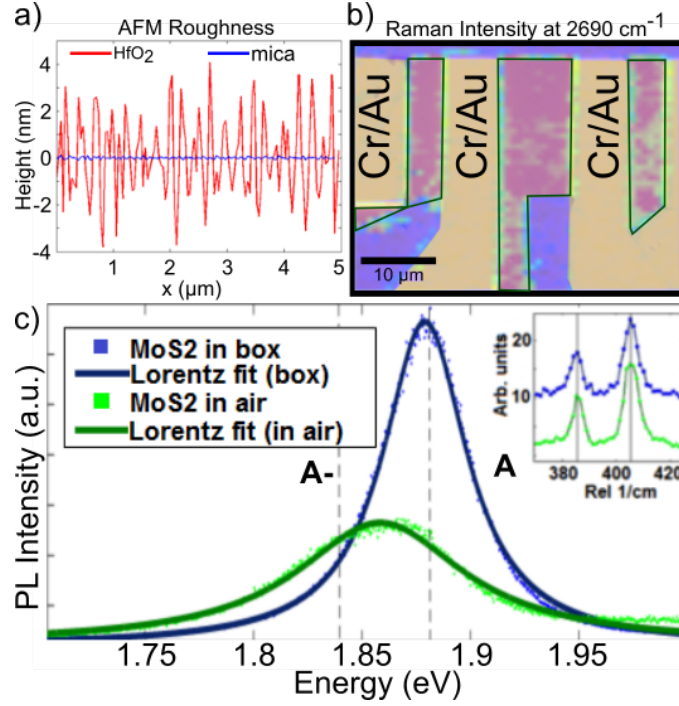 a)
AFM Roughness
HfO2
mica
Height (nm)
4
2
0
-2
-4
1
2
3
4
5
x (μm)
b)
Raman Intensity at 2690 cm-1
Cr/Au
Cr/Au
Cr/Au
10 μm
c)
MoS2 in box
Lorentz fit (box)
MoS2 in air
Lorentz fit (in air)
A-
A
PL Intensity (a.u.)
1.75
1.8
1.85
1.9
1.95
Energy (eV)
Arb. units
20
10
380
400
420
Rel 1/cm